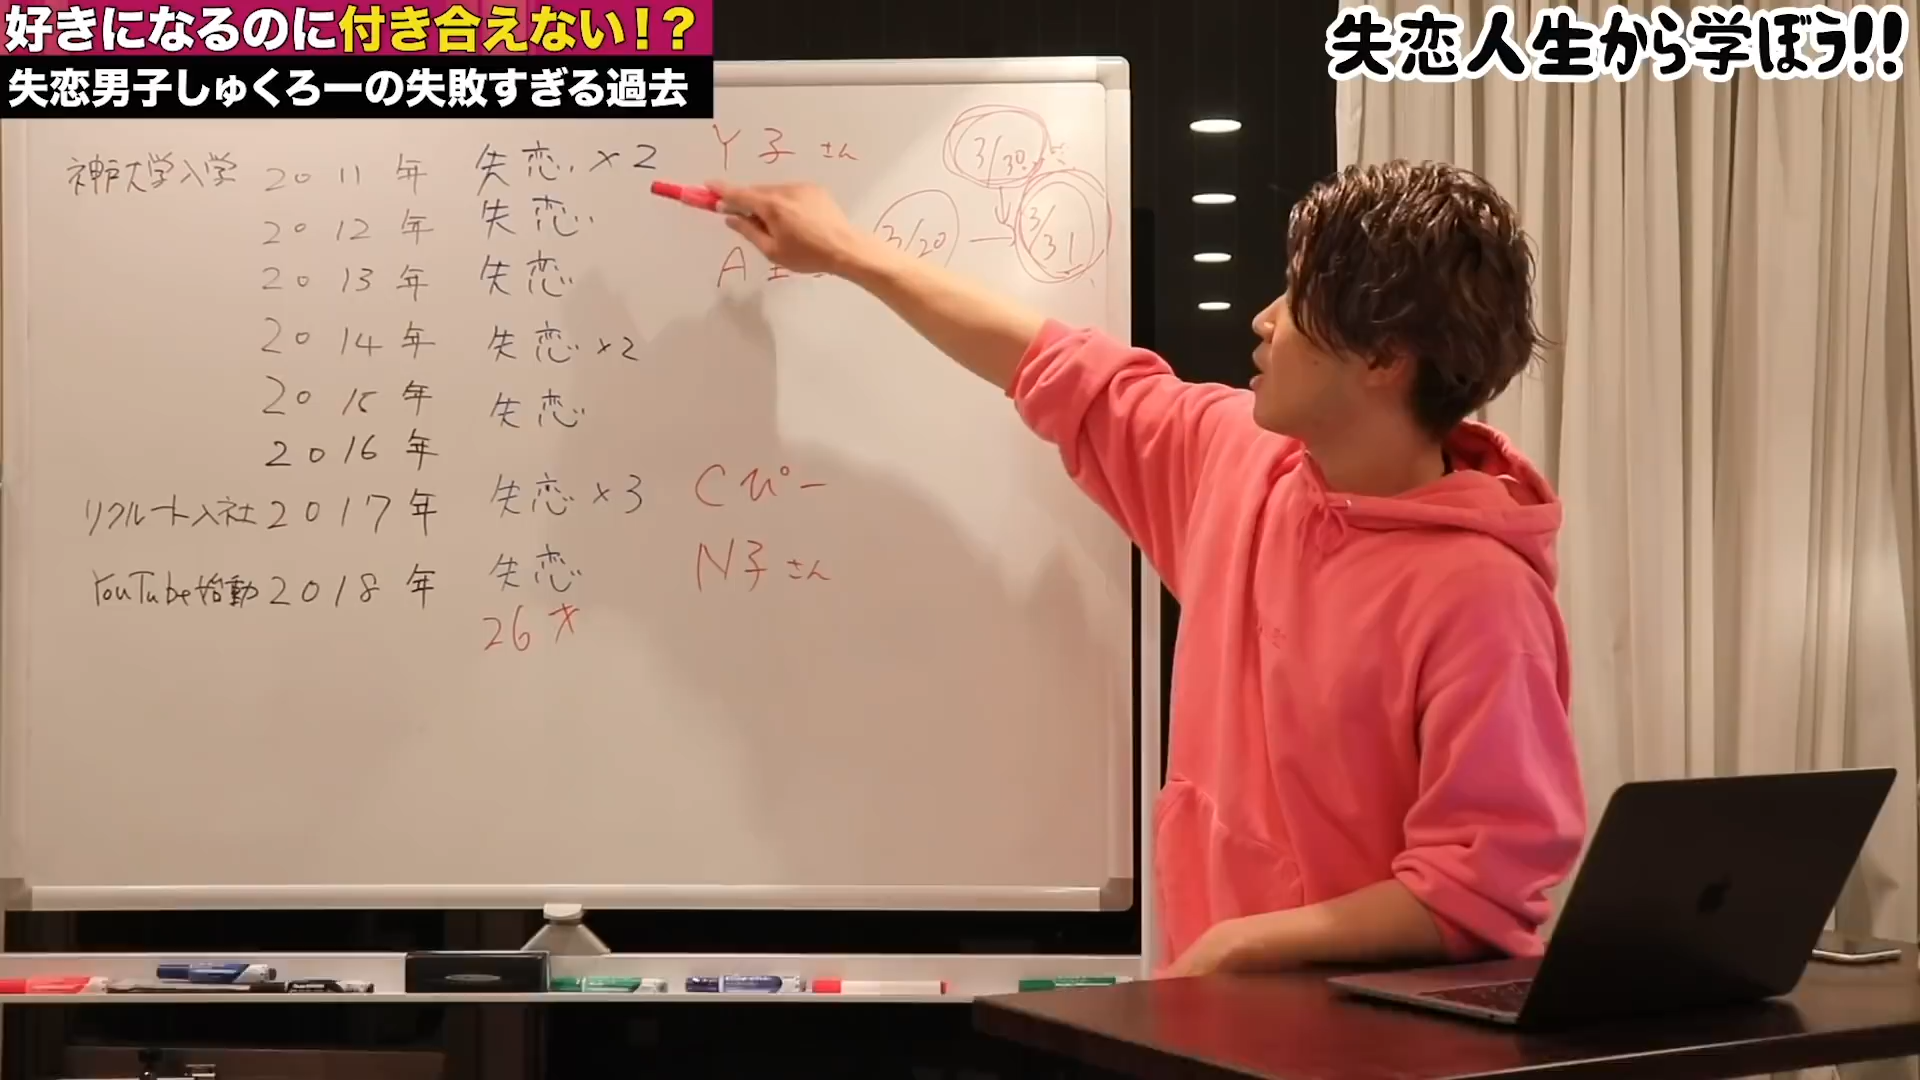 好きになるのに付き合えない！？
失恋男子しゅくろーの失敗すぎる過去
失恋人生から学ぼう!!
神戸大学入学 2011年 失恋×2 Y子さん
2012年 失恋
2013年 失恋
2014年 失恋×2
2015年 失恋
2016年
リクルート入社 2017年 失恋×3 Cぴー
YouTube始動 2018年 失恋 N子さん
26才
3/30
3/20 → 3/31
A